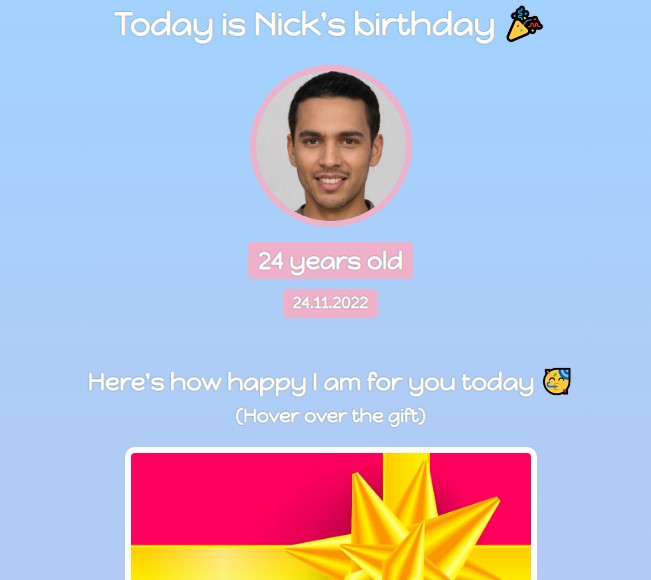 Today is Nick's birthday 🎉
24 years old
24.11.2022
Here's how happy I am for you today 🥳
(Hover over the gift)